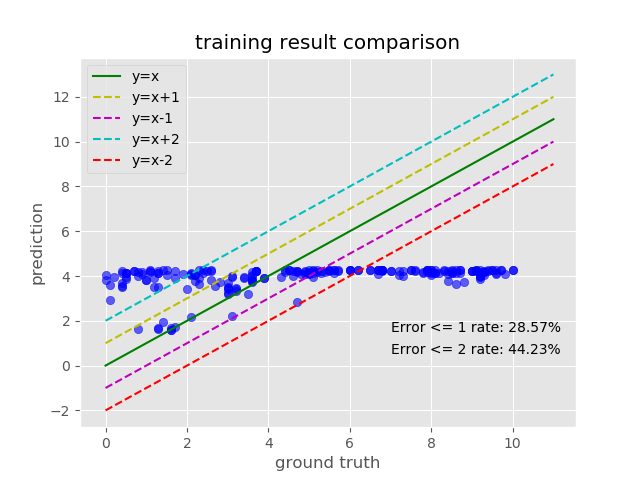 training result comparison
y=x
y=x+1
y=x-1
y=x+2
y=x-2
12
10
8
6
4
2
0
−2
prediction
Error <= 1 rate: 28.57%
Error <= 2 rate: 44.23%
0 2 4 6 8 10
ground truth